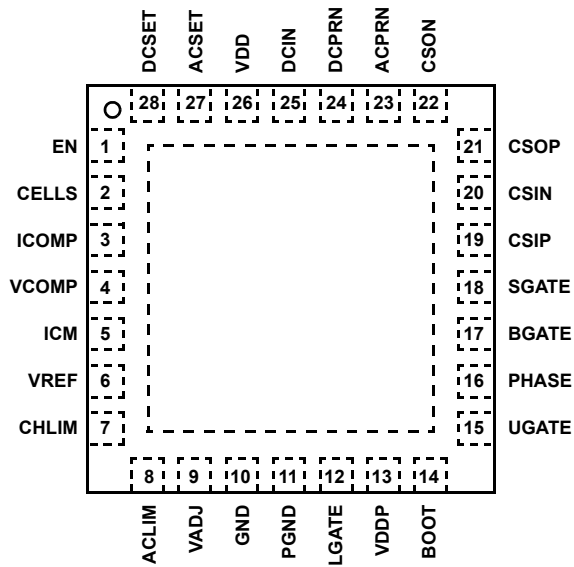 DCSET
ACSET
VDD
DCIN
DCPRN
ACPRN
CSON
28
27
26
25
24
23
22
EN 1
21 CSOP
CELLS 2
20 CSIN
ICOMP 3
19 CSIP
VCOMP 4
18 SGATE
ICM 5
17 BGATE
VREF 6
16 PHASE
CHLIM 7
15 UGATE
8
9
10
11
12
13
14
ACLIM
VADJ
GND
PGND
LGATE
VDDP
BOOT